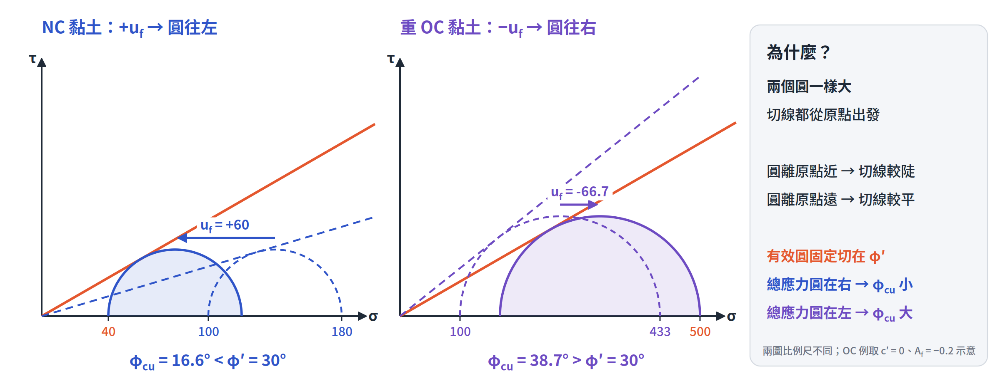 NC 黏土：+uf → 圓往左
τ
uf = +60
σ
40
100
180
ϕcu = 16.6° < ϕ′ = 30°
重 OC 黏土：−uf → 圓往右
τ
uf = -66.7
σ
100
433
500
ϕcu = 38.7° > ϕ′ = 30°
為什麼？
兩個圓一樣大
切線都從原點出發
圓離原點近 → 切線較陡
圓離原點遠 → 切線較平
有效圓固定切在 ϕ′
總應力圓在右 → ϕcu 小
總應力圓在左 → ϕcu 大
兩圖比例尺不同；OC 例取 c′ = 0、Af = −0.2 示意